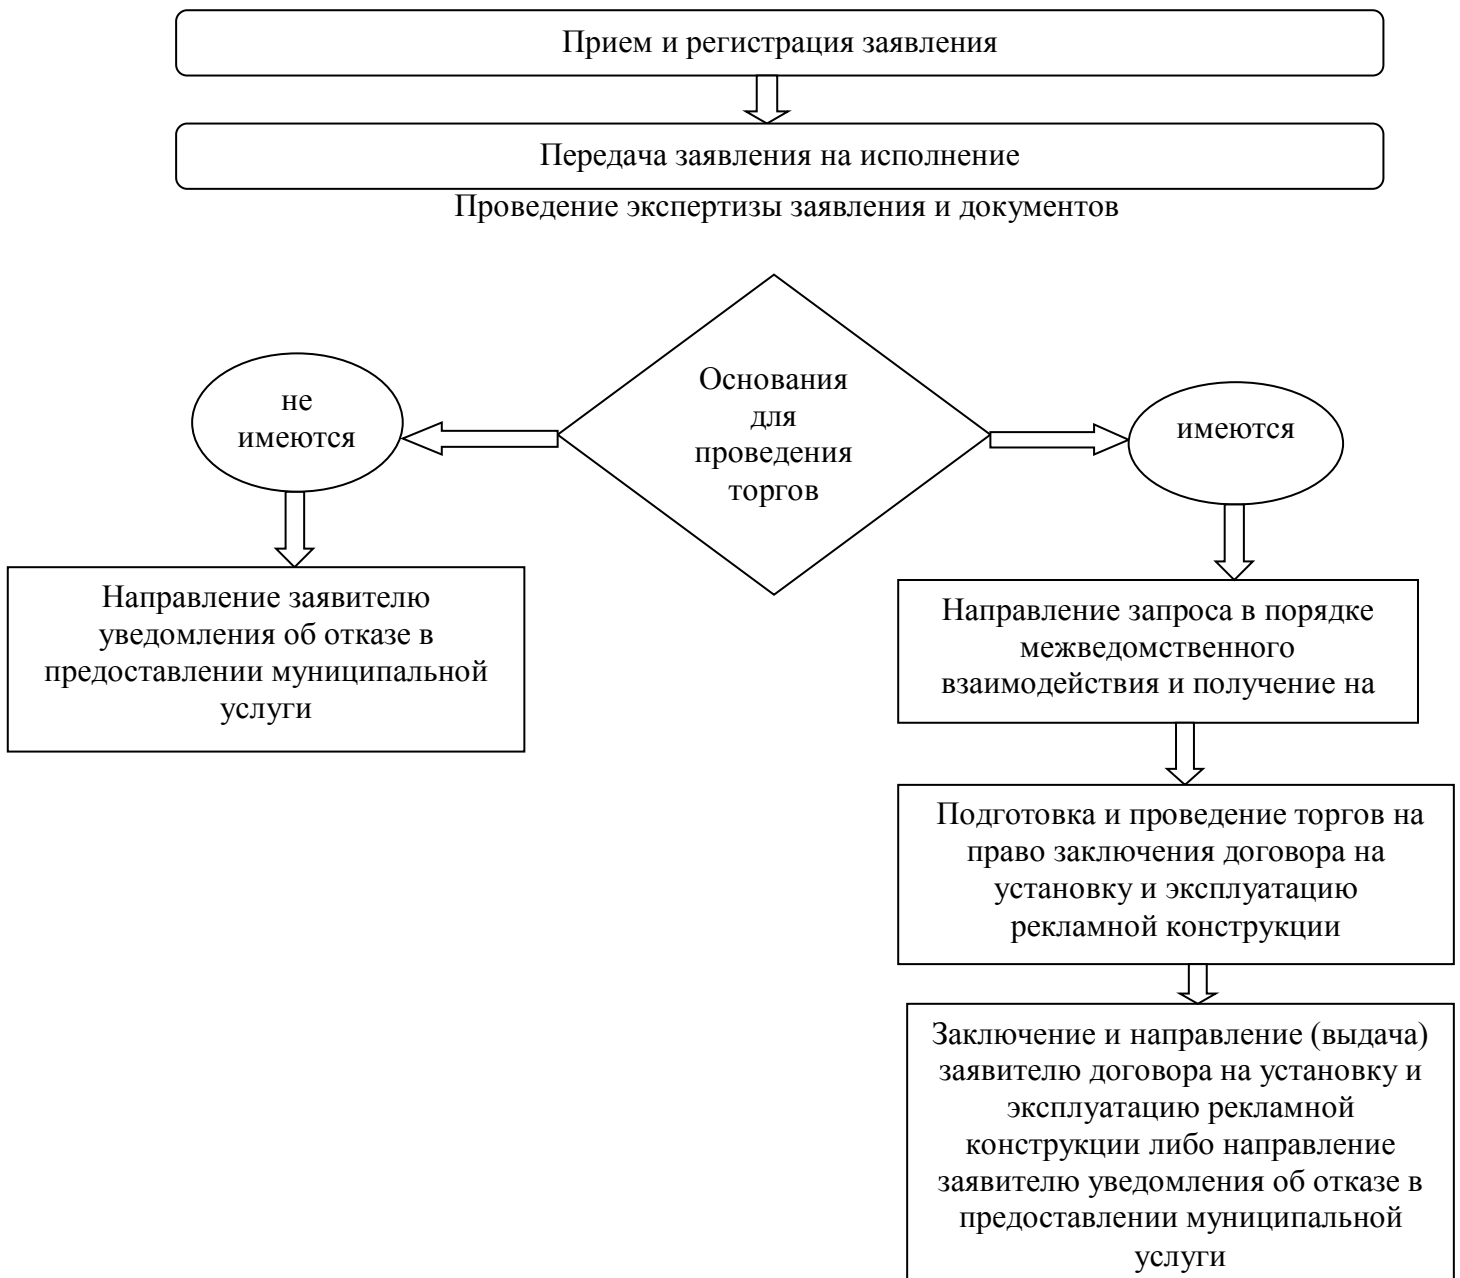 Прием и регистрация заявления
Передача заявления на исполнение
Проведение экспертизы заявления и документов
Основания
для
проведения
торгов
не
имеются
имеются
Направление заявителю
уведомления об отказе в
предоставлении муниципальной
услуги
Направление запроса в порядке
межведомственного
взаимодействия и получение на
Подготовка и проведение торгов на
право заключения договора на
установку и эксплуатацию
рекламной конструкции
Заключение и направление (выдача)
заявителю договора на установку и
эксплуатацию рекламной
конструкции либо направление
заявителю уведомления об отказе в
предоставлении муниципальной
услуги